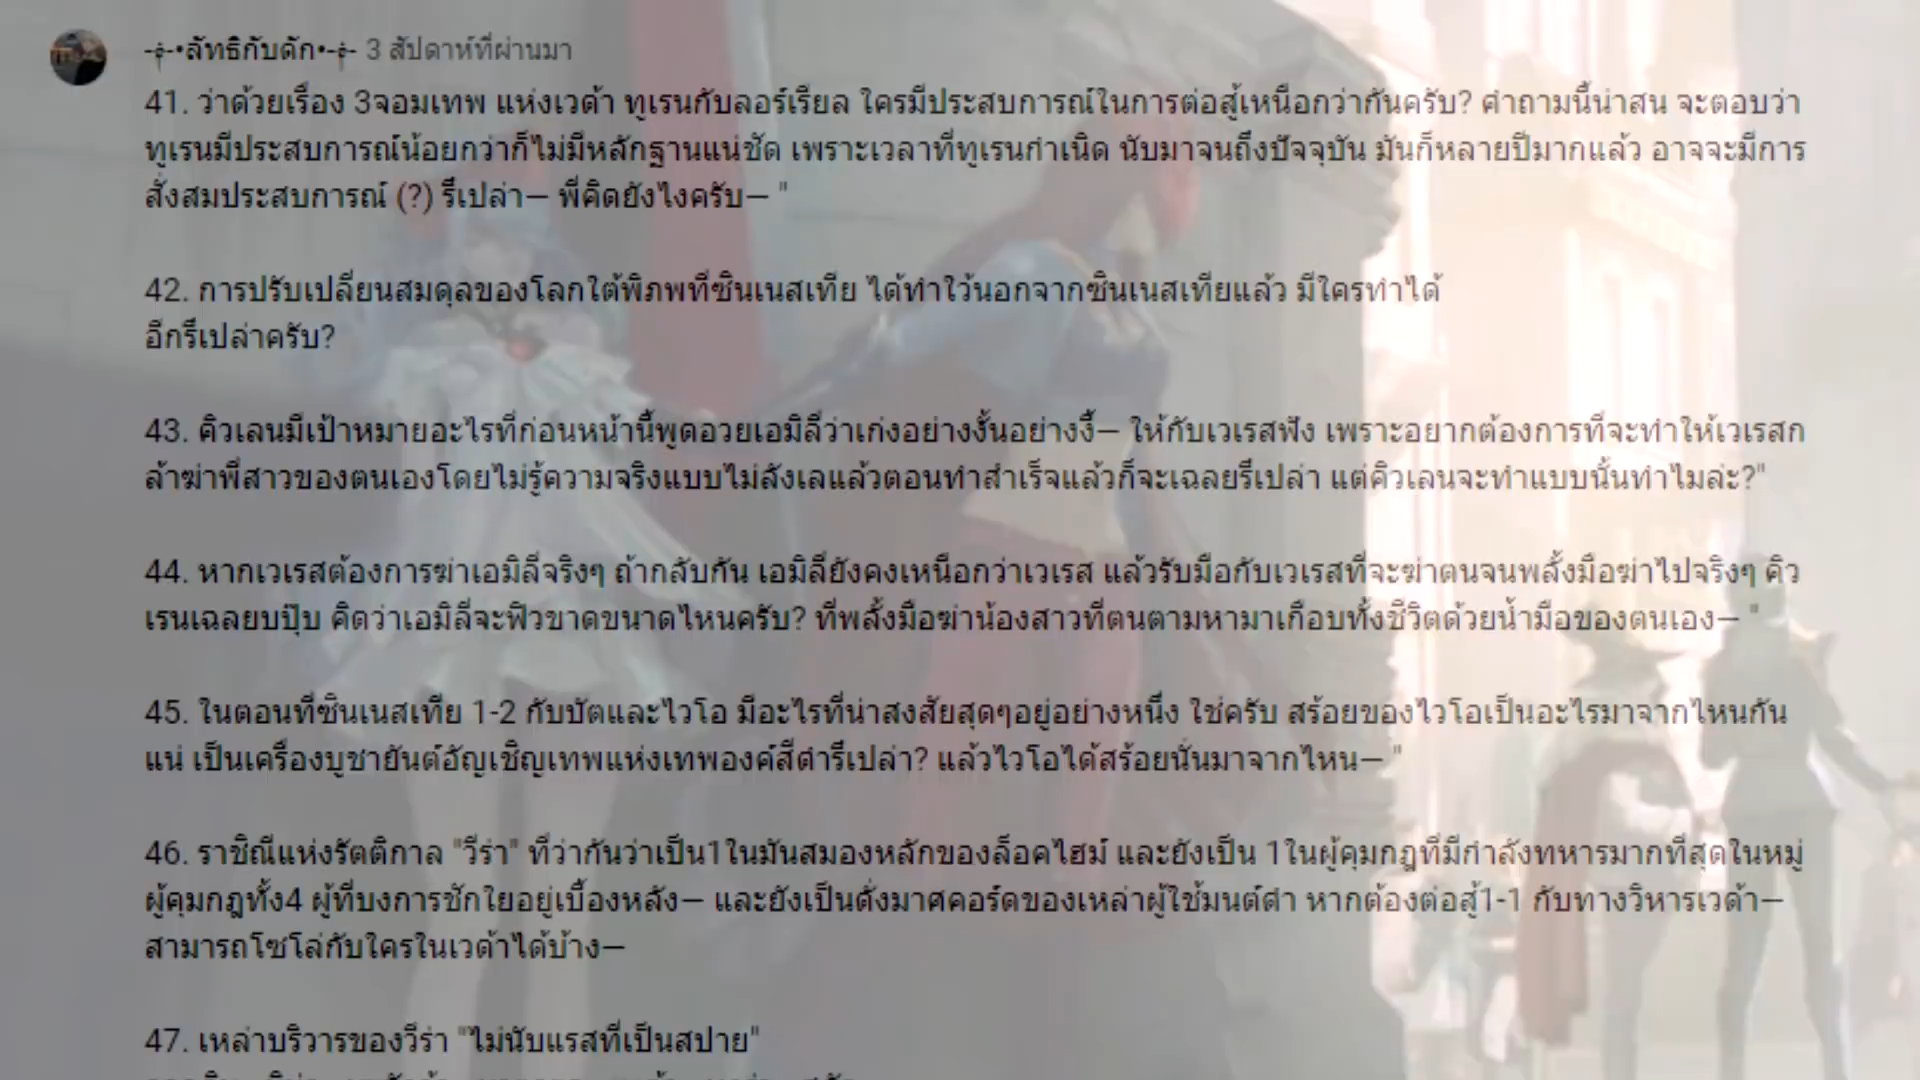 -ะ-•ลัทธิกับดัก•-ะ- 3 สัปดาห์ที่ผ่านมา
41. ว่าด้วยเรื่อง 3จอมเทพ แห่งเวด้า ทูเรนกับลอร์เรียล ใครมีประสบการณ์ในการต่อสู้เหนือกว่ากันครับ? คำถามนี้น่าสน จะตอบว่า
ทูเรนมีประสบการณ์น้อยกว่าก็ไม่มีหลักฐานแน่ชัด เพราะเวลาที่ทูเรนกำเนิด นับมาจนถึงปัจจุบัน มันก็หลายปีมากแล้ว อาจจะมีการ
สั่งสมประสบการณ์ (?) รึเปล่า— พี่คิดยังไงครับ— "
42. การปรับเปลี่ยนสมดุลของโลกใต้พิภพที่ซินเนสเทีย ได้ทำใว้นอกจากซินเนสเทียแล้ว มีใครทำได้
อีกรึเปล่าครับ?
43. คิวเลนมีเป้าหมายอะไรที่ก่อนหน้านี้พูดอวยเอมิลี่ว่าเก่งอย่างงั้นอย่างงี้— ให้กับเวเรสฟัง เพราะอยากต้องการที่จะทำให้เวเรสก
ล้าฆ่าพี่สาวของตนเองโดยไม่รู้ความจริงแบบไม่ลังเลแล้วตอนทำสำเร็จแล้วก็จะเฉลยรึเปล่า แต่คิวเลนจะทำแบบนั้นทำไมล่ะ?"
44. หากเวเรสต้องการฆ่าเอมิลี่จริงๆ ถ้ากลับกัน เอมิลี่ยังคงเหนือกว่าเวเรส แล้วรับมือกับเวเรสที่จะฆ่าตนจนพลั้งมือฆ่าไปจริงๆ คิว
เรนเฉลยบปุ๊บ คิดว่าเอมิลี่จะฟิวขาดขนาดไหนครับ? ที่พลั้งมือฆ่าน้องสาวที่ตนตามหามาเกือบทั้งชีวิตด้วยน้ำมือของตนเอง— "
45. ในตอนที่ซินเนสเทีย 1-2 กับบัตและไวโอ มีอะไรที่น่าสงสัยสุดๆอยู่อย่างหนึ่ง ใช่ครับ สร้อยของไวโอเป็นอะไรมาจากไหนกัน
แน่ เป็นเครื่องบูชายันต์อัญเชิญเทพแห่งเทพองค์สีดำรึเปล่า? แล้วไวโอได้สร้อยนั่นมาจากไหน— "
46. ราชิณีแห่งรัตติกาล "วีร่า" ที่ว่ากันว่าเป็น1ในมันสมองหลักของล็อคไฮม์ และยังเป็น 1ในผู้คุมกฎที่มีกำลังทหารมากที่สุดในหมู่
ผู้คุมกฎทั้ง4 ผู้ที่บงการชักใยอยู่เบื้องหลัง— และยังเป็นดั่งมาศคอร์ดของเหล่าผู้ใช้มนต์ดำ หากต้องต่อสู้1-1 กับทางวิหารเวด้า—
สามารถโซโล่กับใครในเวด้าได้บ้าง—
47. เหล่าบริวารของวีร่า "ไม่นับแรสที่เป็นสปาย"